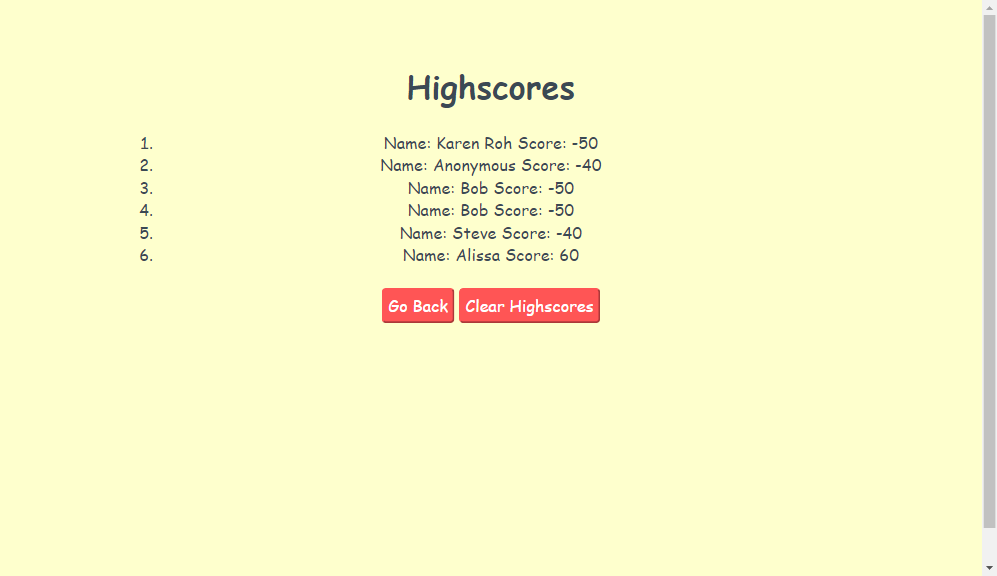 Highscores
1. Name: Karen Roh Score: -50
2. Name: Anonymous Score: -40
3. Name: Bob Score: -50
4. Name: Bob Score: -50
5. Name: Steve Score: -40
6. Name: Alissa Score: 60
Go Back Clear Highscores